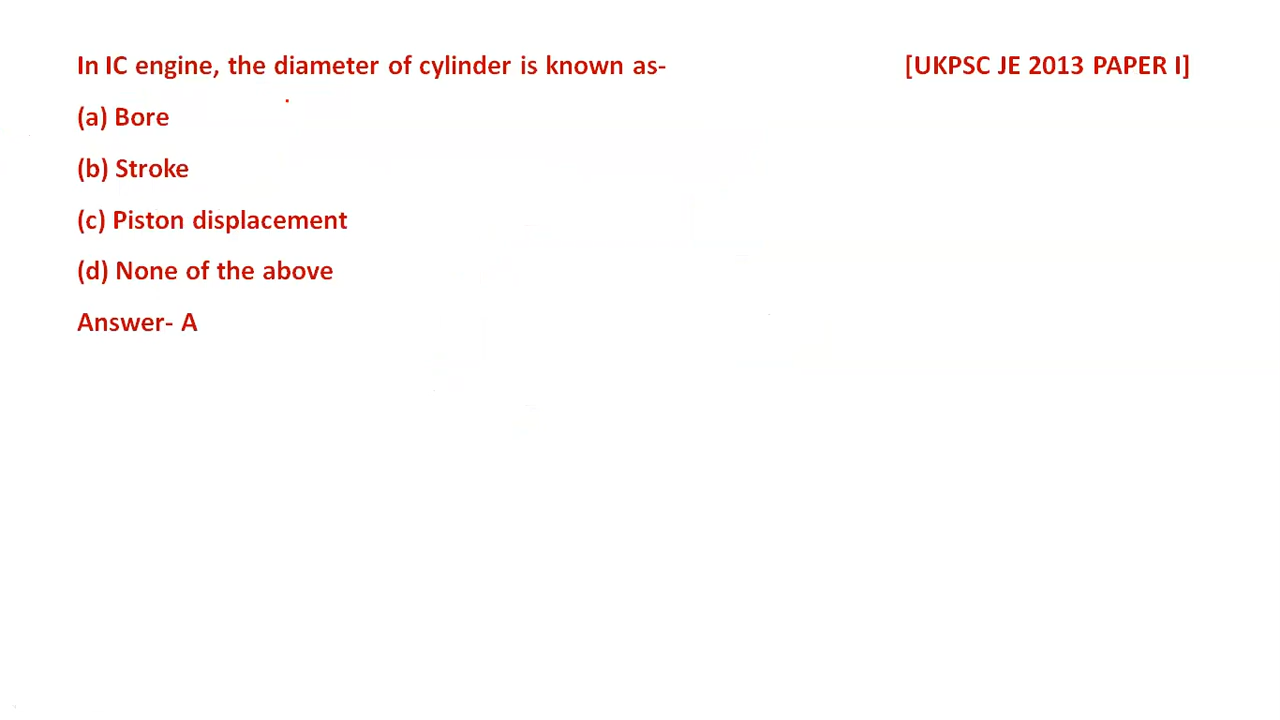 In IC engine, the diameter of cylinder is known as- [UKPSC JE 2013 PAPER I]
(a) Bore
(b) Stroke
(c) Piston displacement
(d) None of the above
Answer- A